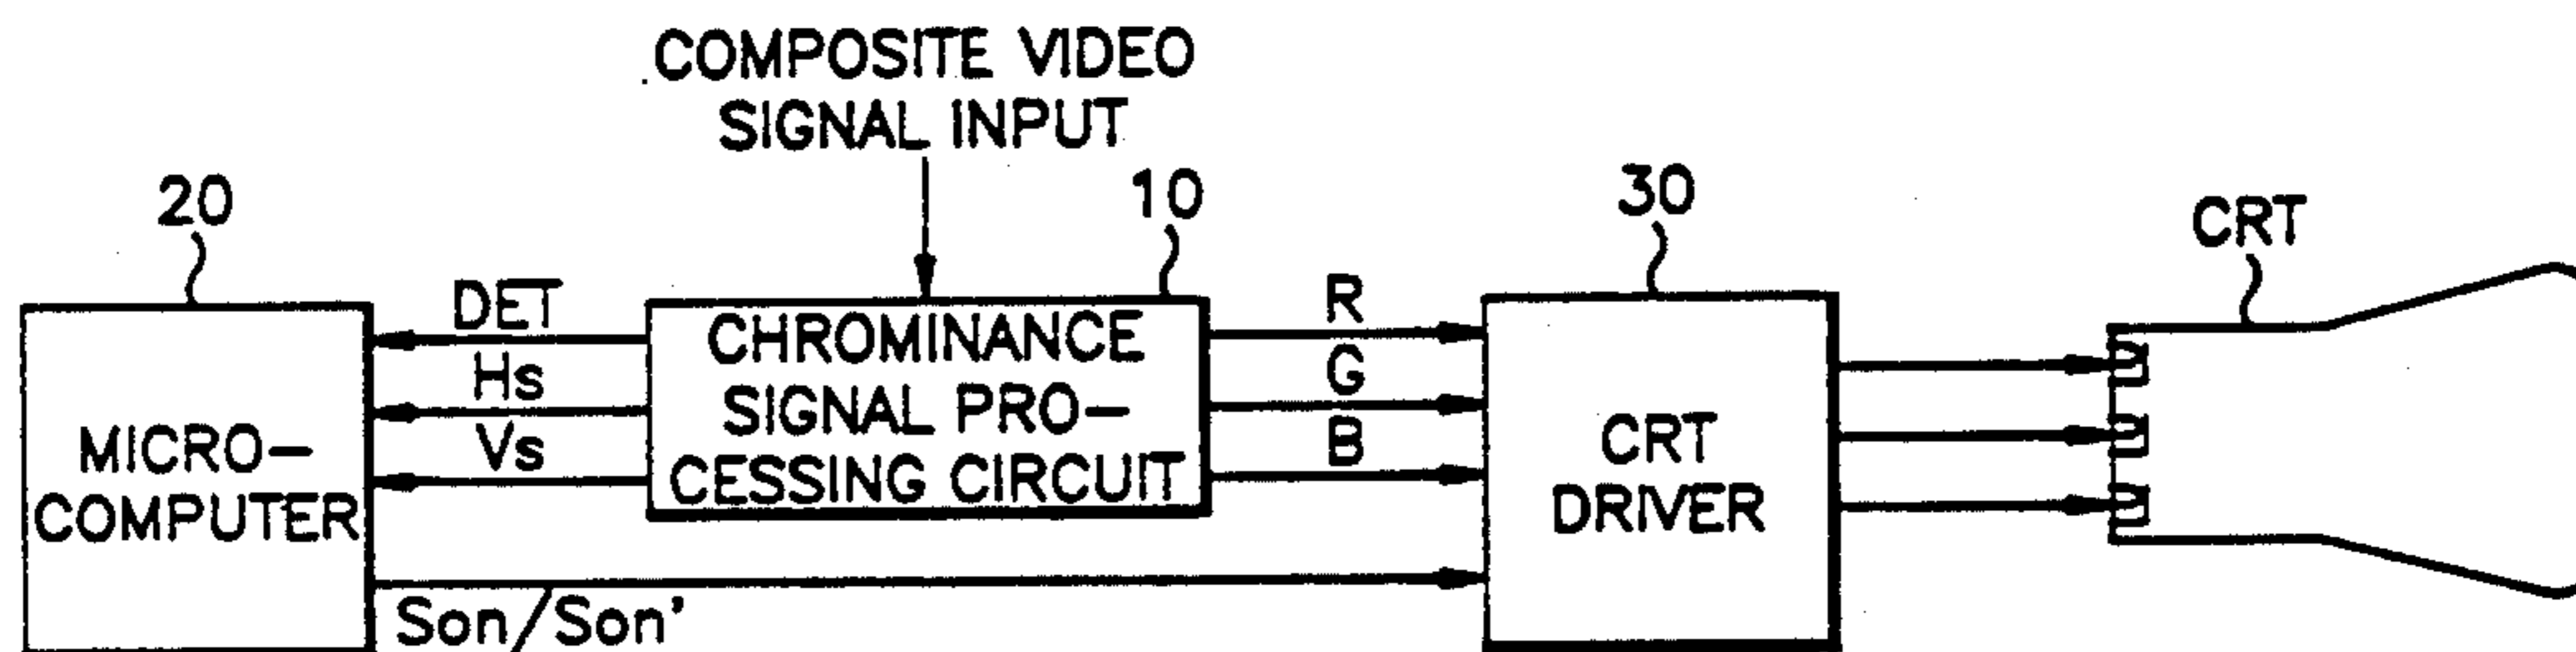 COMPOSITE VIDEO
SIGNAL INPUT
20
10
30
CRT
DET
Hs
Vs
MICRO-
COMPUTER
CHROMINANCE
SIGNAL PRO-
CESSING CIRCUIT
R
G
B
CRT
DRIVER
Son/Son'